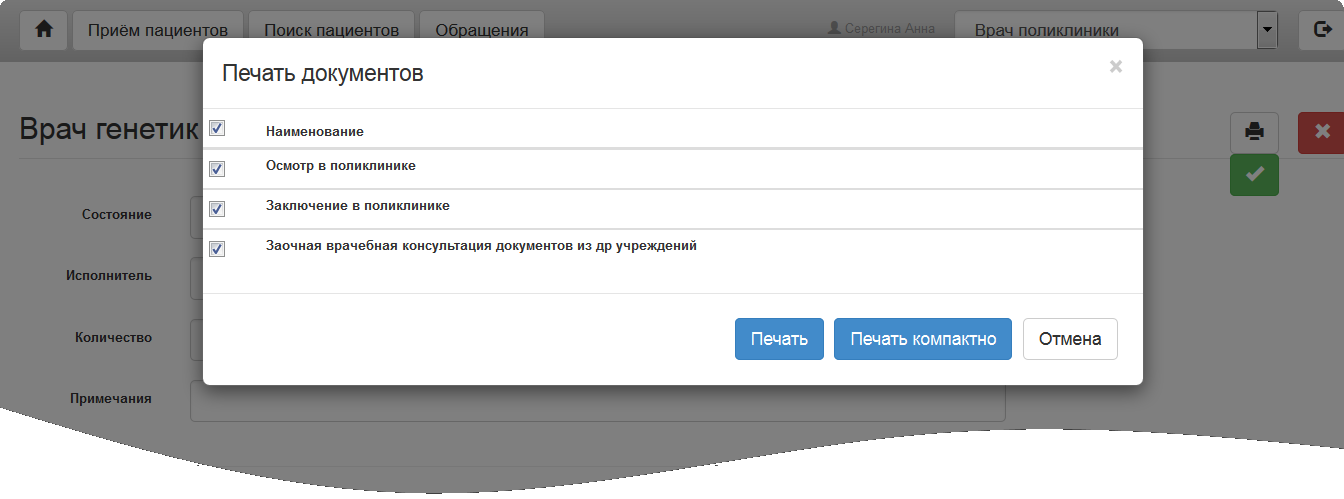 Приём пациентов Поиск пациентов Обращения Серегина Анна Врач поликлиники
Печать документов
Врач генетик
Наименование
Осмотр в поликлинике
Состояние
Заключение в поликлинике
Заочная врачебная консультация документов из др учреждений
Исполнитель
Количество
Печать Печать компактно Отмена
Примечания